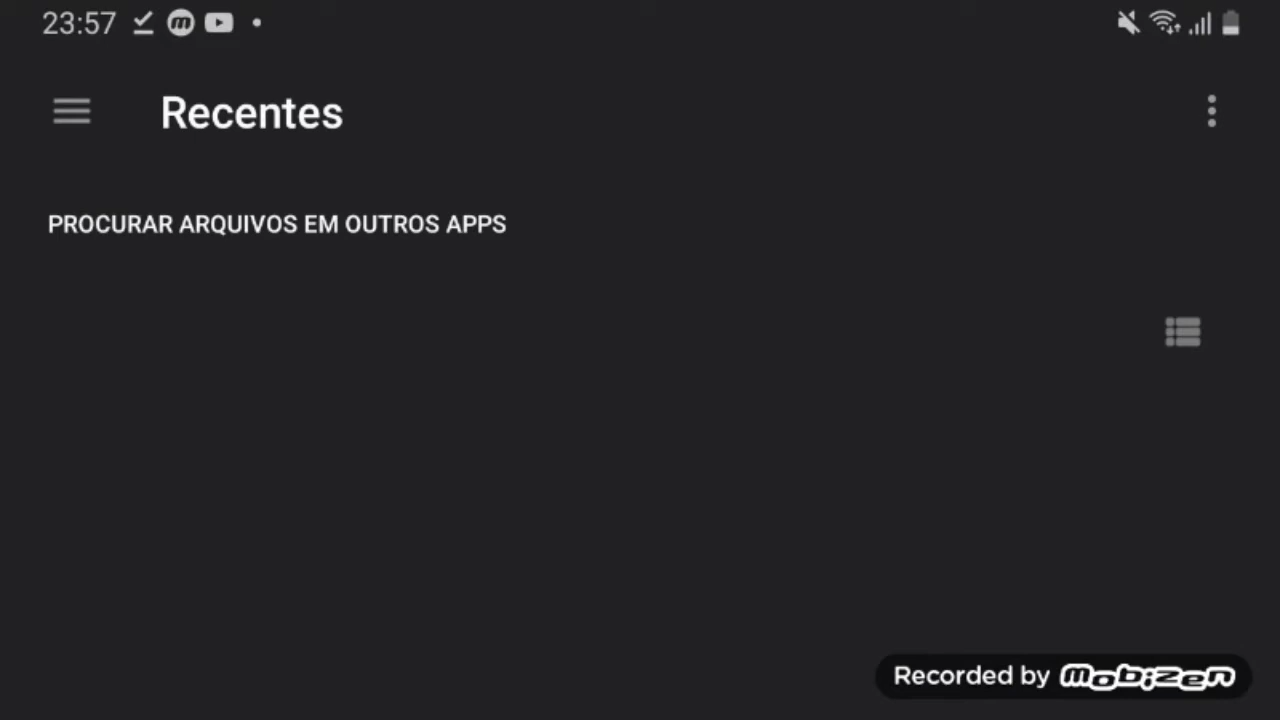 23:57
Recentes
PROCURAR ARQUIVOS EM OUTROS APPS
Recorded by mobizen